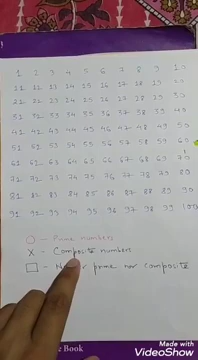 1 2 3 4 5 6 7 8 9 10
11 12 13 14 15 16 17 18 19 20
21 22 23 24 25 26 27 28 29 30
31 32 33 34 35 36 37 38 39 40
41 42 43 44 45 46 47 48 49 50
51 52 53 54 55 56 57 58 59 60
61 62 63 64 65 66 67 68 69 70
71 72 73 74 75 76 77 78 79 80
81 82 83 84 85 86 87 88 89 90
91 92 93 94 95 96 97 98 99 100
O - Prime numbers
X - Composite numbers
□ - prime nor composite
Book